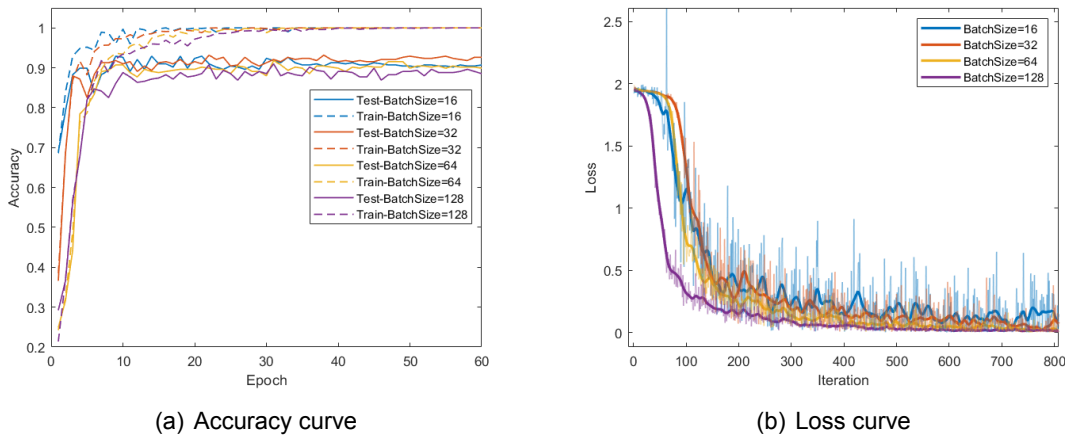 1
0.9
0.8
0.7
0.6
0.5
0.4
0.3
0.2
Accuracy
0 10 20 30 40 50 60
Epoch
Test-BatchSize=16
Train-BatchSize=16
Test-BatchSize=32
Train-BatchSize=32
Test-BatchSize=64
Train-BatchSize=64
Test-BatchSize=128
Train-BatchSize=128
(a) Accuracy curve
2.5
2
1.5
1
0.5
0
Loss
0 100 200 300 400 500 600 700 800
Iteration
BatchSize=16
BatchSize=32
BatchSize=64
BatchSize=128
(b) Loss curve